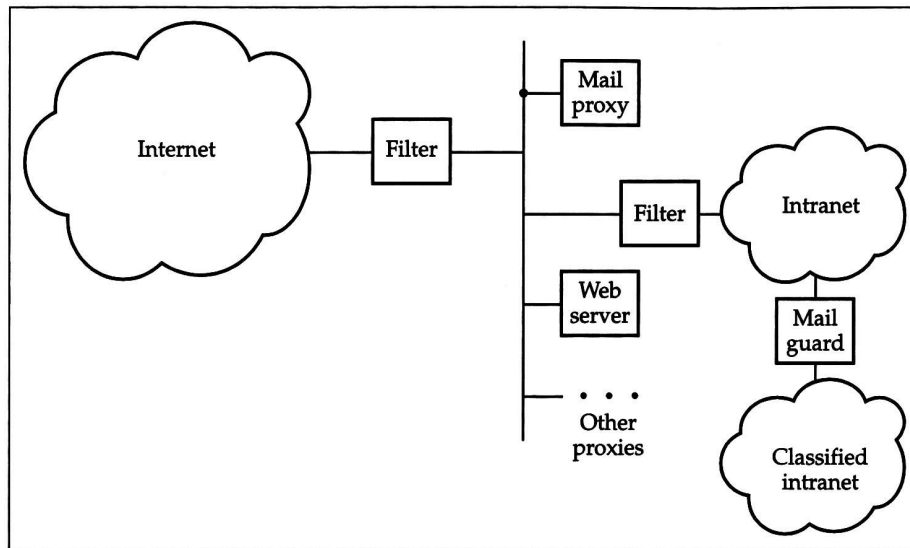 Internet
Filter
Mail
proxy
Filter
Intranet
Web
server
Mail
guard
Other
proxies
Classified
intranet